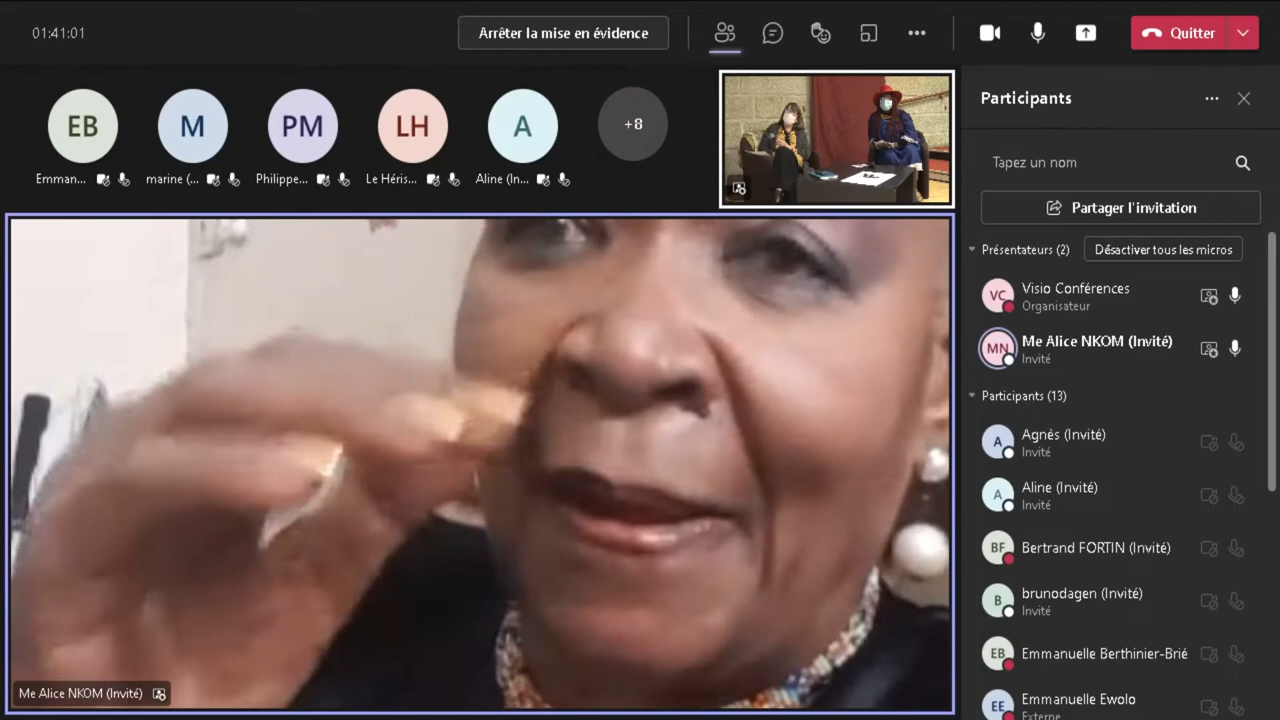 01:41:01
Arrêter la mise en évidence
Quitter
EB
M
PM
LH
A
+8
Emman...
marine (...
Philippe...
Le Héris...
Aline (In...
Participants
Tapez un nom
Partager l'invitation
Présentateurs (2)
Désactiver tous les micros
VC
Visio Conférences
Organisateur
MN
Me Alice NKOM (Invité)
Invité
Participants (13)
A
Agnès (Invité)
Invité
A
Aline (Invité)
Invité
BF
Bertrand FORTIN (Invité)
B
brunodagen (Invité)
Invité
EB
Emmanuelle Berthinier-Brié
EE
Emmanuelle Ewolo
Externe
Me Alice NKOM (Invité)